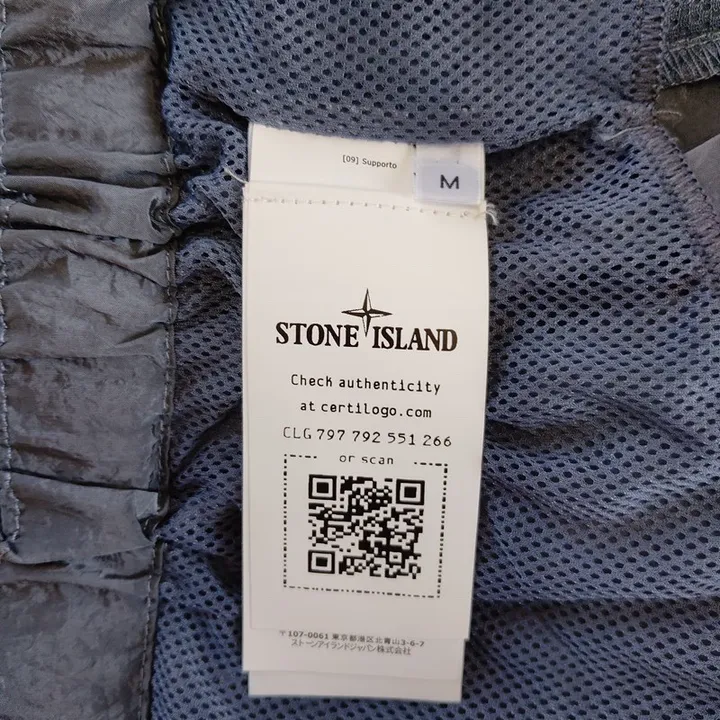 [09] Supporto
M
STONE ISLAND
Check authenticity
at certilogo.com
CLG 797 792 551 266
or scan
〒107-0061 東京都港区北青山3-6-2
ストーンアイランドジャパン株式会社